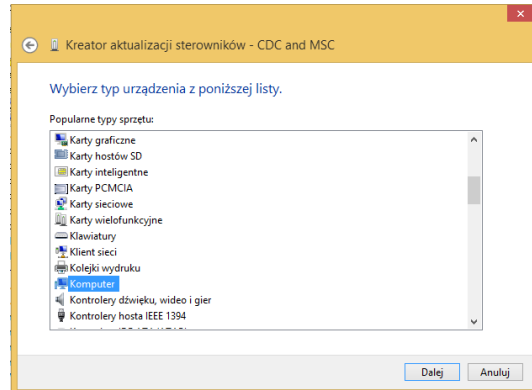 Kreator aktualizacji sterowników - CDC and MSC
Wybierz typ urządzenia z poniższej listy.
Popularne typy sprzętu:
Karty graficzne
Karty hostów SD
Karty inteligentne
Karty PCMCIA
Karty sieciowe
Karty wielofunkcyjne
Klawiatury
Klient sieci
Kolejki wydruku
Komputer
Kontrolery dźwięku, wideo i gier
Kontrolery hosta IEEE 1394
Dalej Anuluj